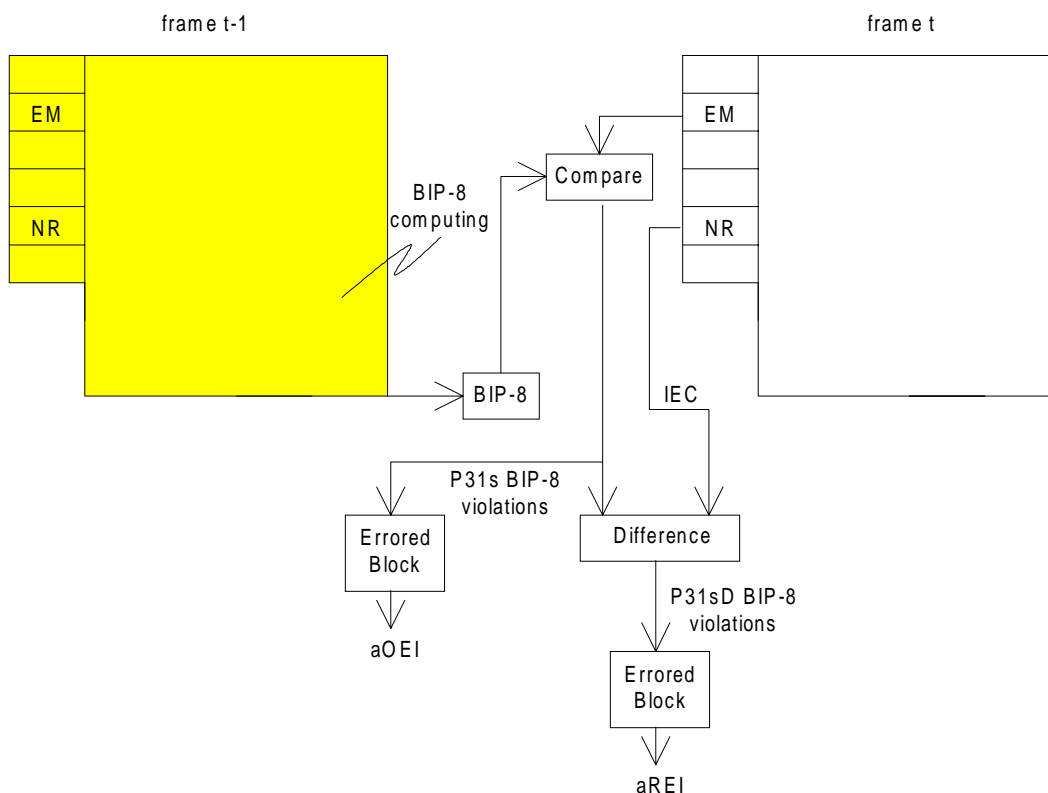 frame t-1
frame t
EM
EM
Compare
BIP-8
computing
NR
NR
BIP-8
IEC
P31s BIP-8
violations
Errored
Block
Difference
P31sD BIP-8
violations
aOEI
Errored
Block
aREI